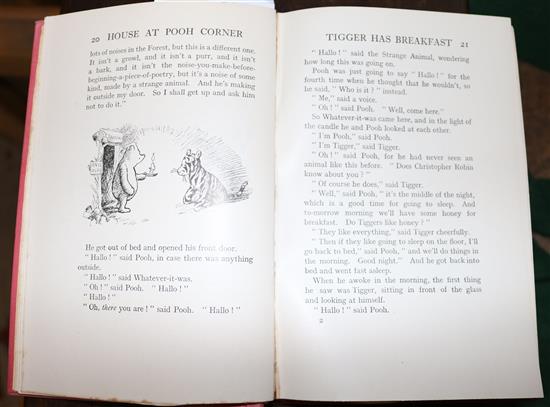 20 HOUSE AT POOH CORNER
lots of noises in the Forest, but this is a different one.
It isn't a growl, and it isn't a purr, and it isn't
a bark, and it isn't the noise-you-make-before-
beginning-a-piece-of-poetry, but it's a noise of some
kind, made by a strange animal. And he's making
it outside my door. So I shall get up and ask him
not to do it."
He got out of bed and opened his front door.
"Hallo!" said Pooh, in case there was anything
outside.
"Hallo!" said Whatever-it-was.
"Oh!" said Pooh. "Hallo!"
"Hallo!"
"Oh, there you are!" said Pooh. "Hallo!"
TIGGER HAS BREAKFAST 21
"Hallo!" said the Strange Animal, wondering
how long this was going on.
Pooh was just going to say "Hallo!" for the
fourth time when he thought that he wouldn't, so
he said, "Who is it?" instead.
"Me," said a voice.
"Oh!" said Pooh. "Well, come here."
So Whatever-it-was came here, and in the light of
the candle he and Pooh looked at each other.
"I'm Pooh," said Pooh.
"I'm Tigger," said Tigger.
"Oh!" said Pooh, for he had never seen an
animal like this before. "Does Christopher Robin
know about you?"
"Of course he does," said Tigger.
"Well," said Pooh, "it's the middle of the night,
which is a good time for going to sleep. And
to-morrow morning we'll have some honey for
breakfast. Do Tiggers like honey?"
"They like everything," said Tigger cheerfully.
"Then if they like going to sleep on the floor, I'll
go back to bed," said Pooh, "and we'll do things in
the morning. Good night." And he got back into
bed and went fast asleep.
When he awoke in the morning, the first thing
he saw was Tigger, sitting in front of the glass
and looking at himself.
"Hallo!" said Pooh.
2